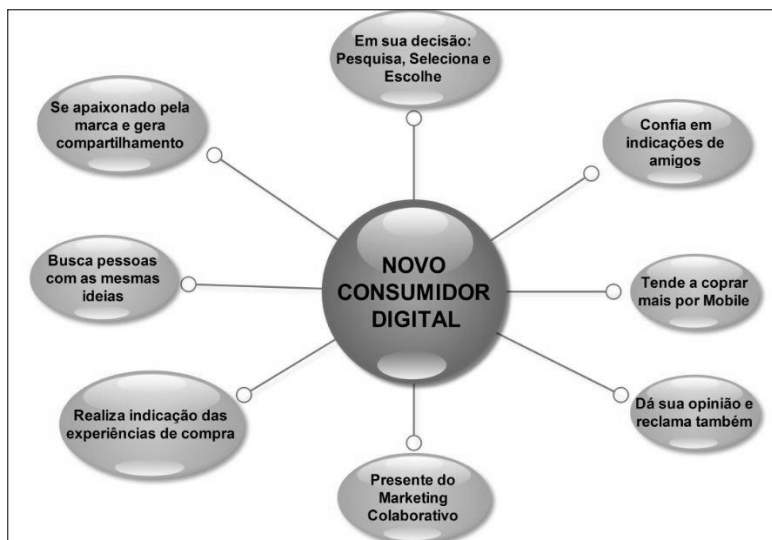 Em sua decisão:
Pesquisa, Seleciona e
Escolhe
Se apaixonado pela
marca e gera
compartilhamento
Confia em
indicações de
amigos
Busca pessoas
com as mesmas
ideias
NOVO
CONSUMIDOR
DIGITAL
Tende a coprar
mais por Mobile
Realiza indicação das
experiências de compra
Dá sua opinião e
reclama também
Presente do
Marketing
Colaborativo